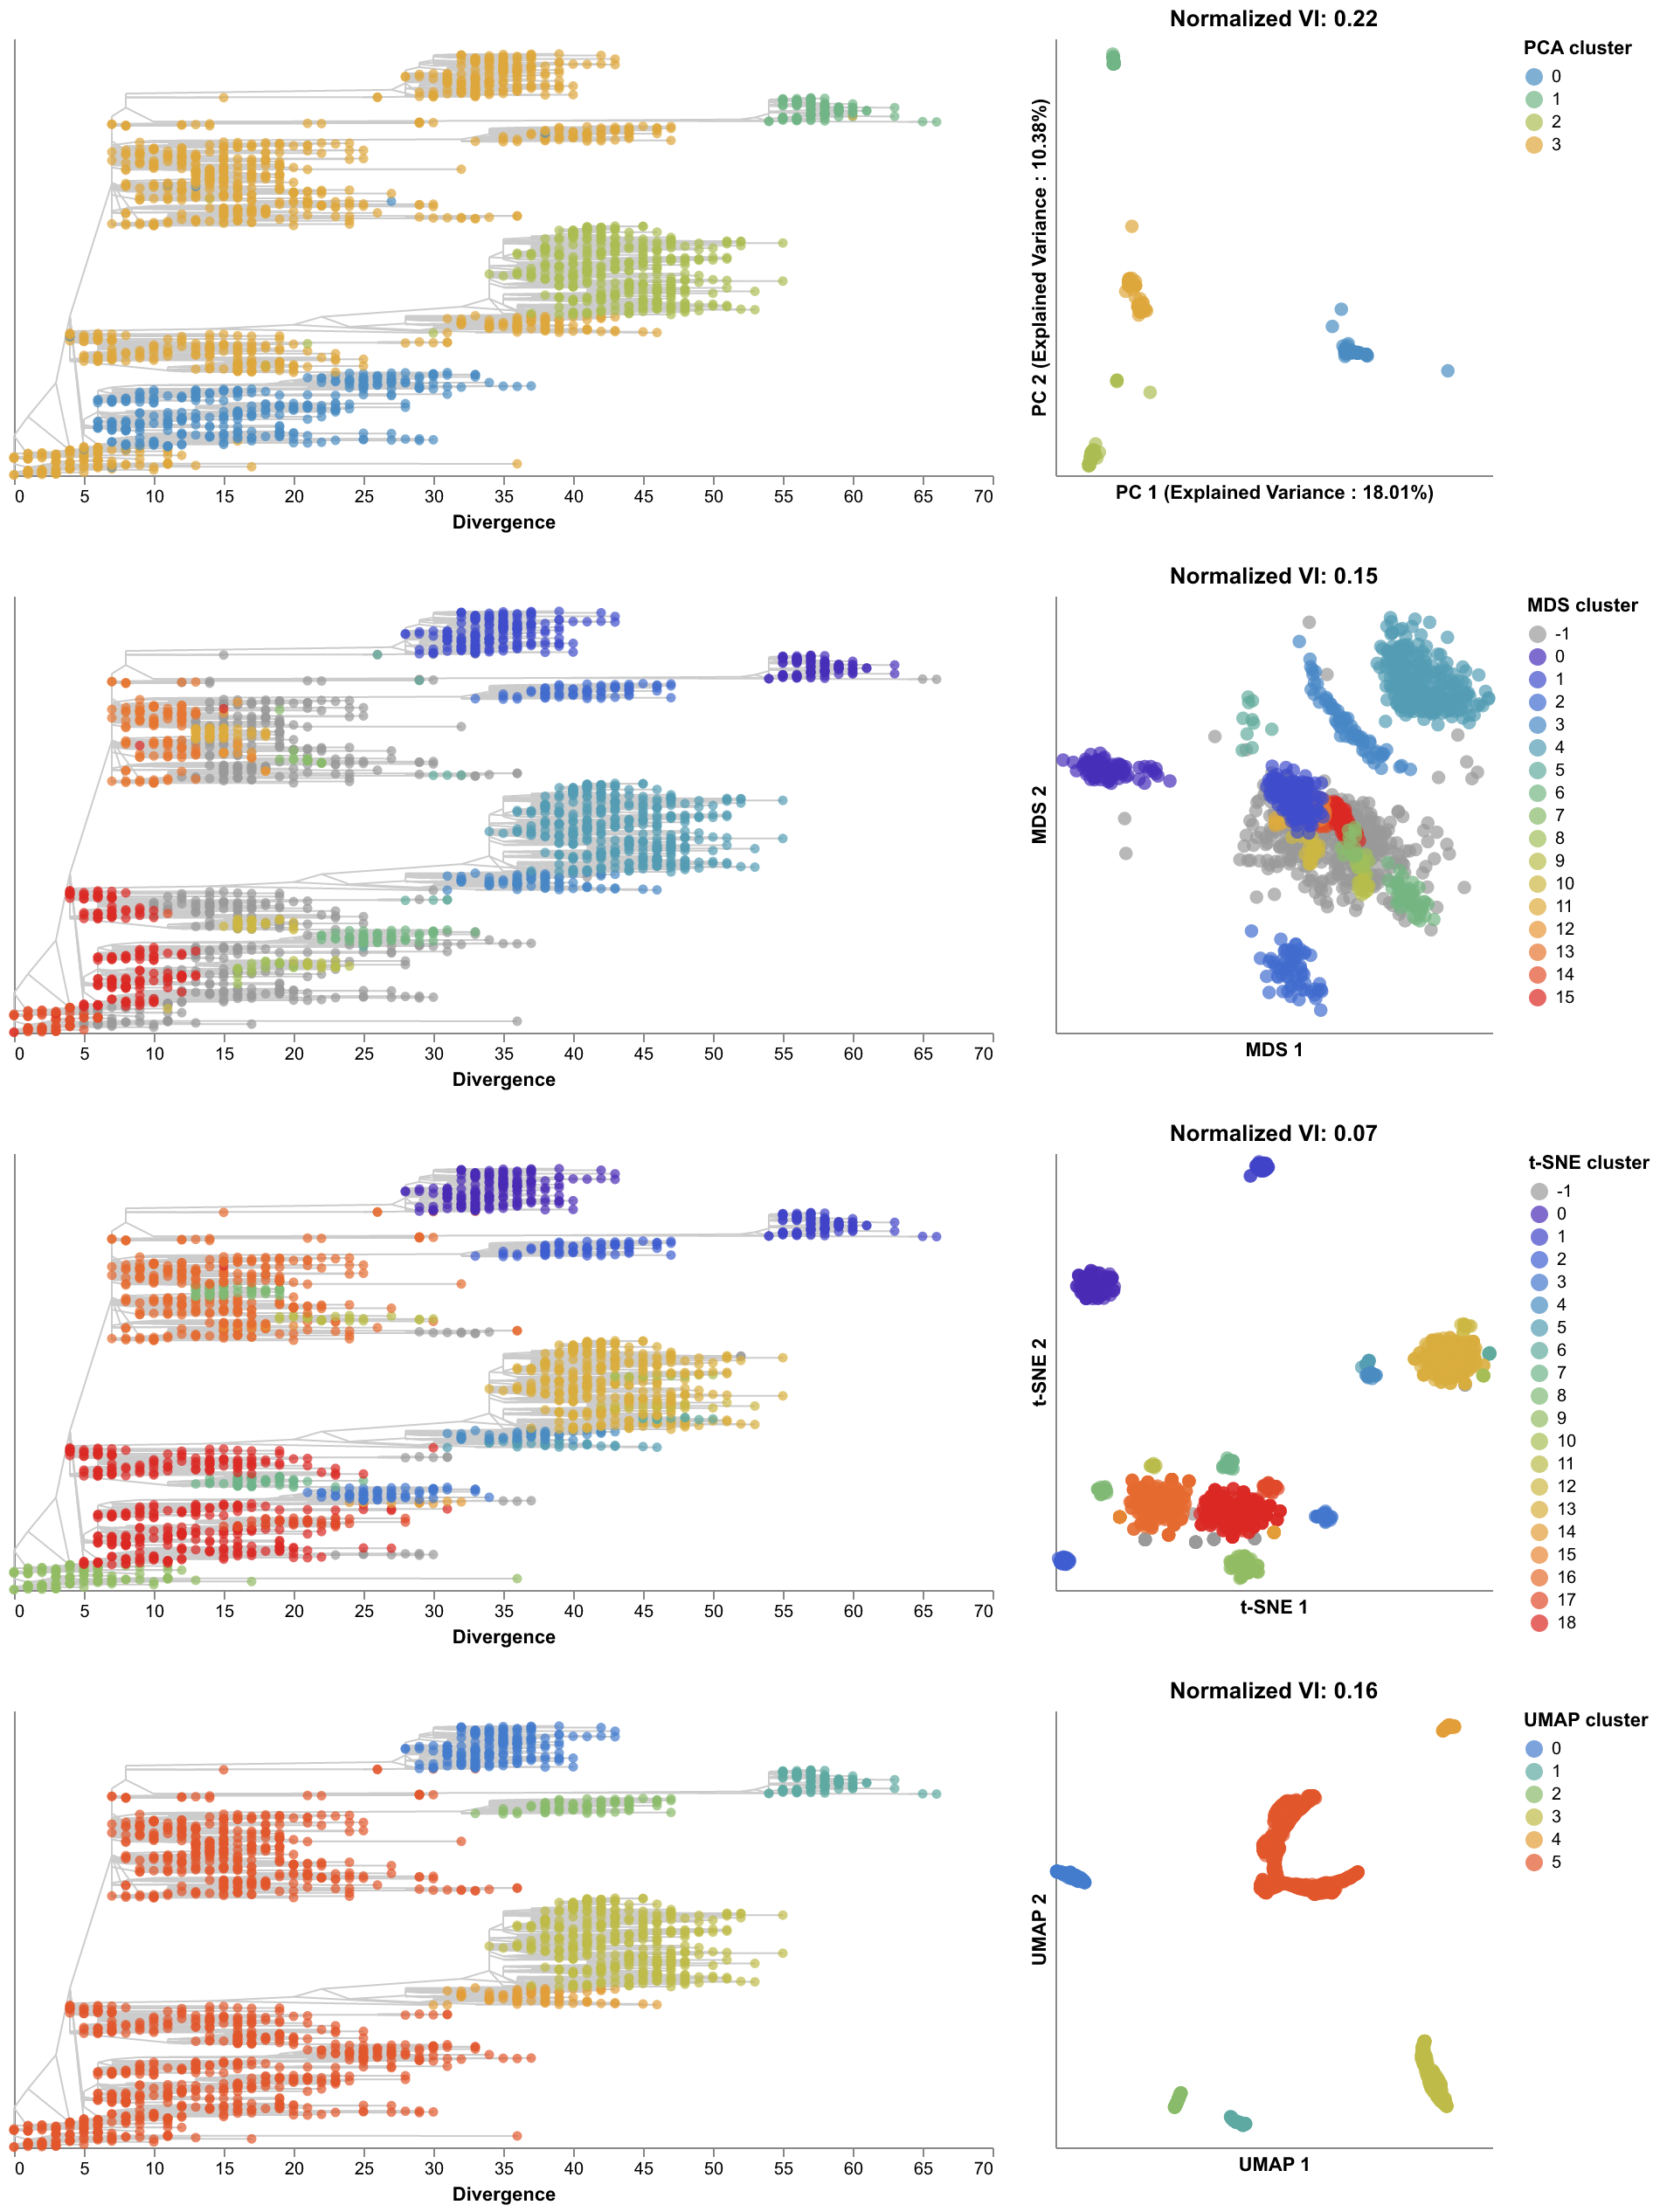 Normalized VI: 0.22
PCA cluster
0
1
2
3
PC 2 (Explained Variance : 10.38%)
0 5 10 15 20 25 30 35 40 45 50 55 60 65 70
PC 1 (Explained Variance : 18.01%)
Divergence
Normalized VI: 0.15
MDS cluster
-1
0
1
2
3
4
5
6
7
8
9
10
11
12
13
14
15
MDS 2
0 5 10 15 20 25 30 35 40 45 50 55 60 65 70
MDS 1
Divergence
Normalized VI: 0.07
t-SNE cluster
-1
0
1
2
3
4
5
6
7
8
9
10
11
12
13
14
15
16
17
18
t-SNE 2
0 5 10 15 20 25 30 35 40 45 50 55 60 65 70
t-SNE 1
Divergence
Normalized VI: 0.16
UMAP cluster
0
1
2
3
4
5
UMAP 2
0 5 10 15 20 25 30 35 40 45 50 55 60 65 70
UMAP 1
Divergence